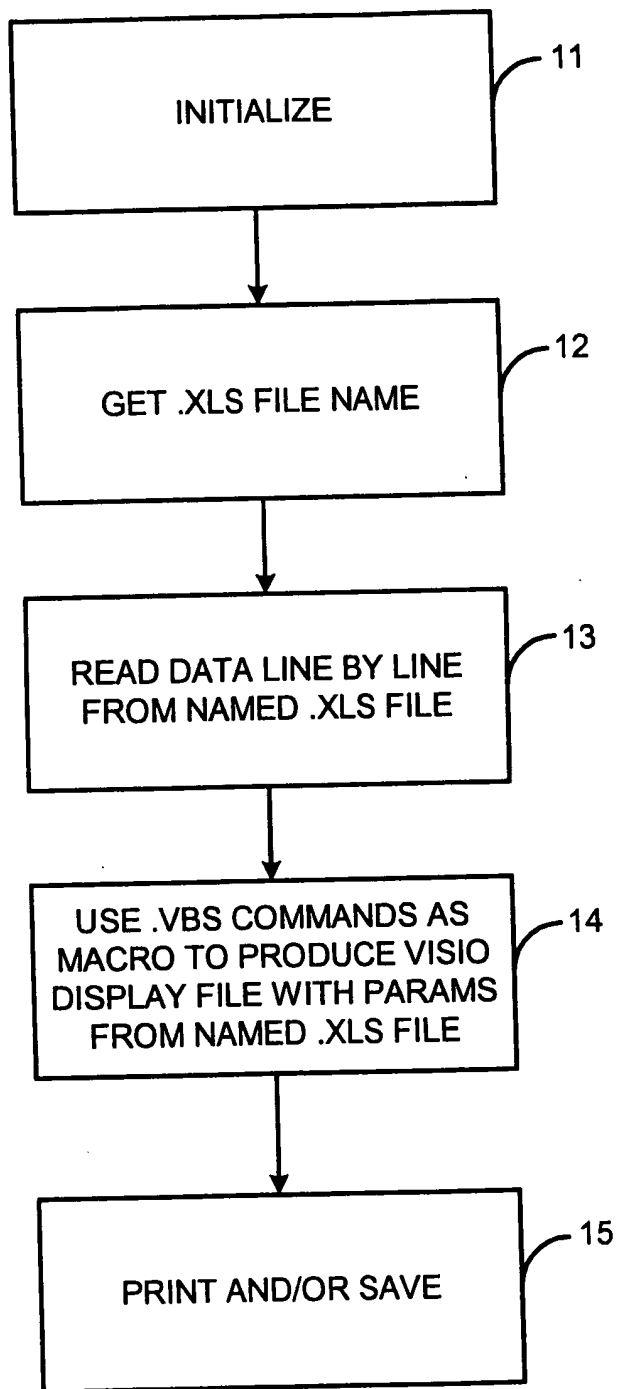 INITIALIZE
11
GET .XLS FILE NAME
12
READ DATA LINE BY LINE
FROM NAMED .XLS FILE
13
USE .VBS COMMANDS AS
MACRO TO PRODUCE VISIO
DISPLAY FILE WITH PARAMS
FROM NAMED .XLS FILE
14
PRINT AND/OR SAVE
15